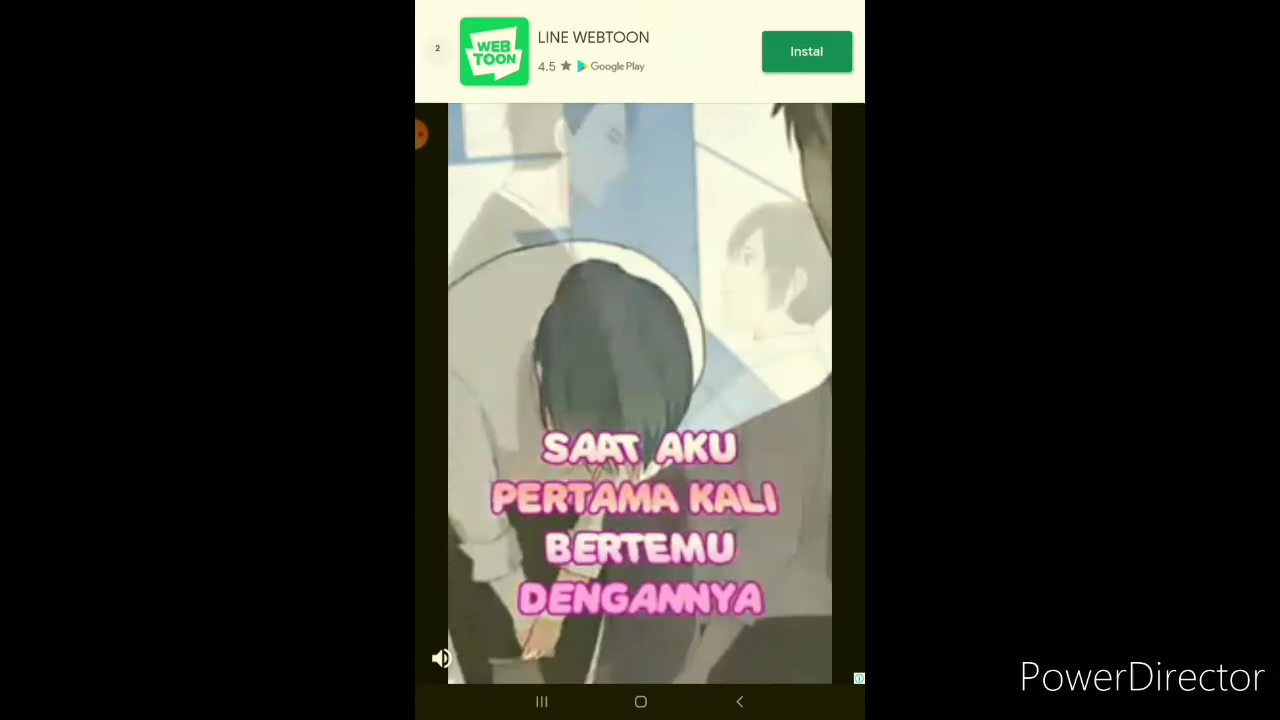 2
WEB
TOON
LINE WEBTOON
4.5 ★ Google Play
Instal
SAAT AKU
PERTAMA KALI
BERTEMU
DENGANNYA
PowerDirector